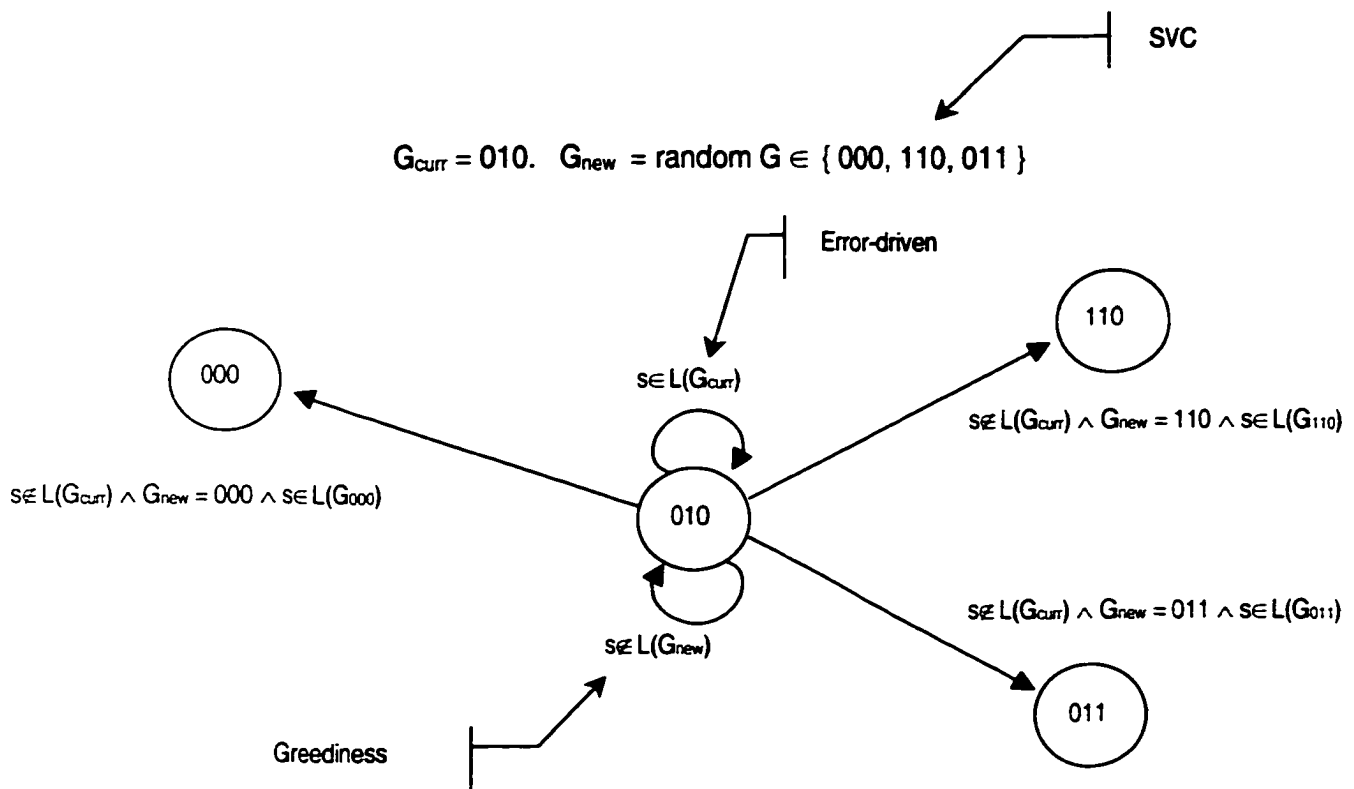 SVC
Gcurr = 010. Gnew = random G ∈ { 000, 110, 011 }
Error-driven
110
000
s∈ L(Gcurr)
s∉ L(Gcurr) ∧ Gnew = 110 ∧ s∈ L(G110)
s∉ L(Gcurr) ∧ Gnew = 000 ∧ s∈ L(G000)
010
s∉ L(Gcurr) ∧ Gnew = 011 ∧ s∈ L(G011)
s∉ L(Gnew)
011
Greediness